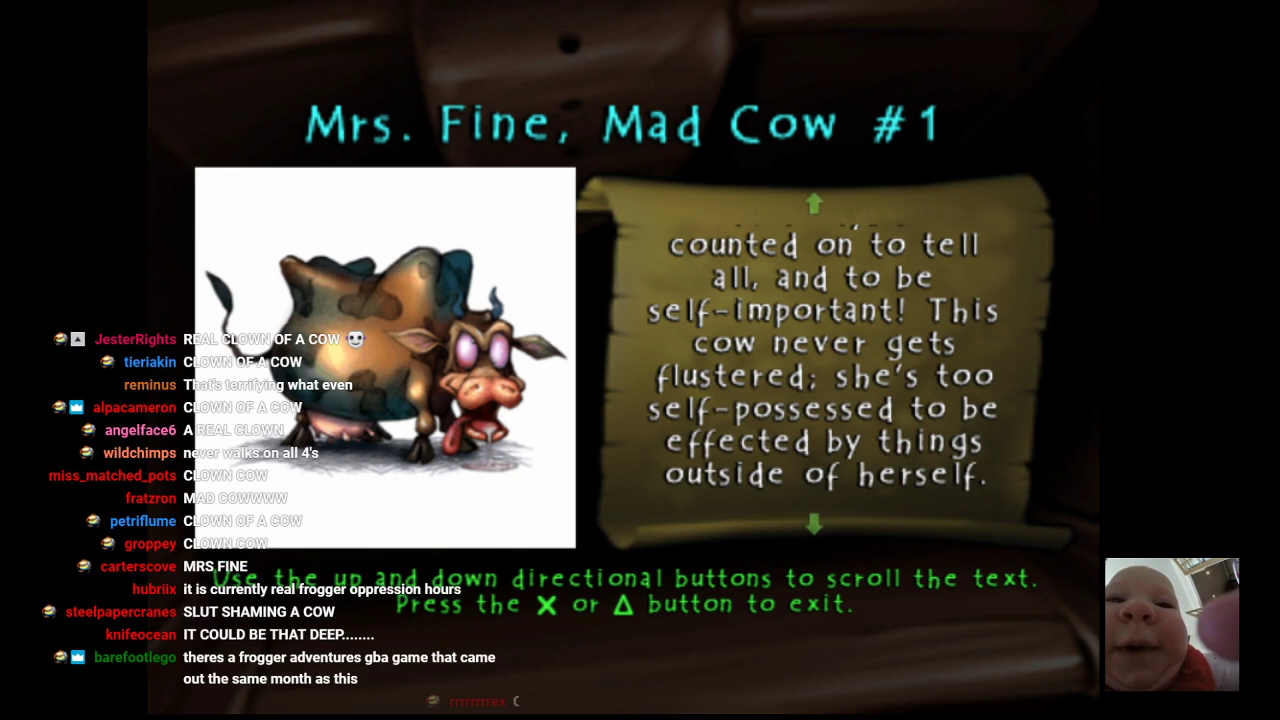 Mrs. Fine, Mad Cow #1
counted on to tell
all, and to be
self-important! This
cow never gets
flustered; she's too
self-possessed to be
effected by things
outside of herself.
JesterRights REAL CLOWN OF A COW
tieriakin CLOWN OF A COW
reminus That's terrifying what even
alpacameron CLOWN OF A COW
angelface6 A REAL CLOWN
wildchimps never walks on all 4's
miss_matched_pots CLOWN COW
fratzron MAD COWWWW
petriflume CLOWN OF A COW
groppey CLOWN COW
carterscove MRS FINE
Use the up and down directional buttons to scroll the text.
hubriix it is currently real frogger oppression hours
Press the X or Δ button to exit.
steelpapercranes SLUT SHAMING A COW
knifeocean IT COULD BE THAT DEEP........
barefootlego theres a frogger adventures gba game that came
out the same month as this
rrrrrrrrex C